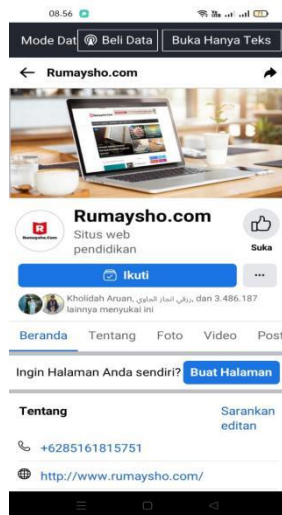 08.56
Mode Dat Beli Data Buka Hanya Teks
Rumaysho.com
Rumaysho.com
Situs web
pendidikan
Suka
Ikuti
Kholidah Aruan, رزقي انجاز الجاوي, dan 3.486.187
lainnya menyukai ini
Beranda Tentang Foto Video Post
Ingin Halaman Anda sendiri? Buat Halaman
Tentang
Sarankan
editan
+6285161815751
http://www.rumaysho.com/